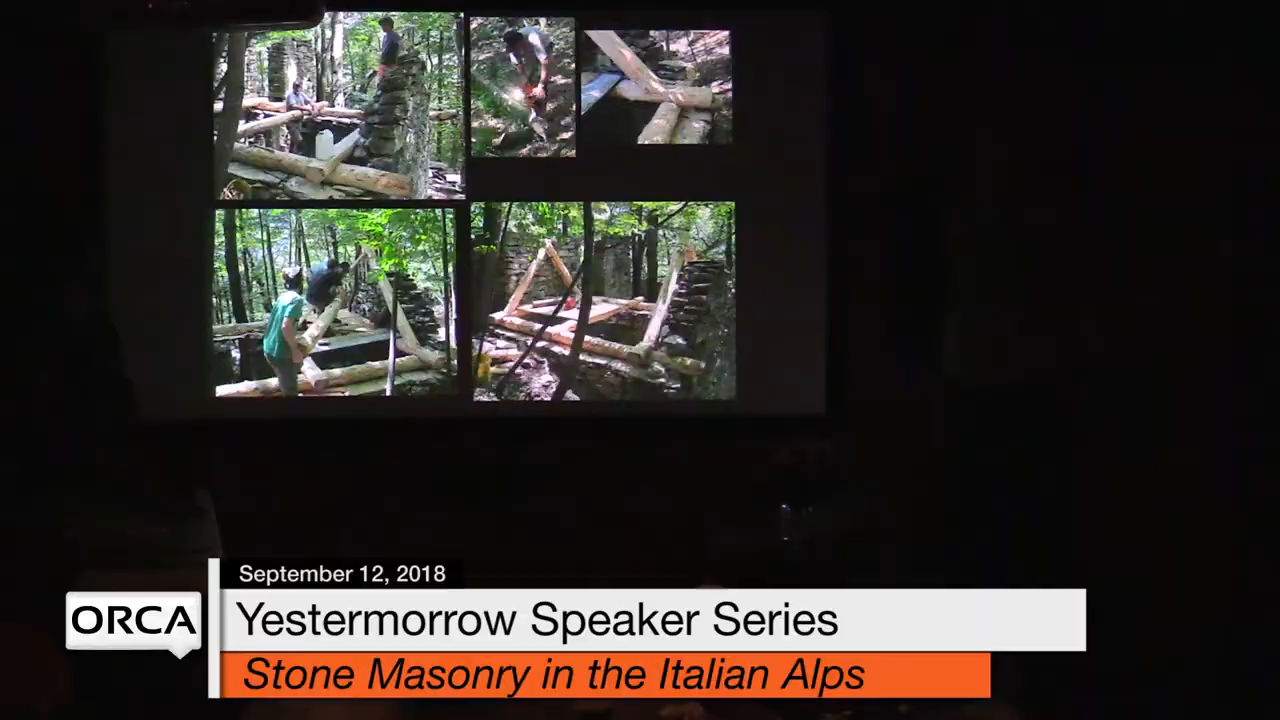 September 12, 2018
ORCA
Yestermorrow Speaker Series
Stone Masonry in the Italian Alps